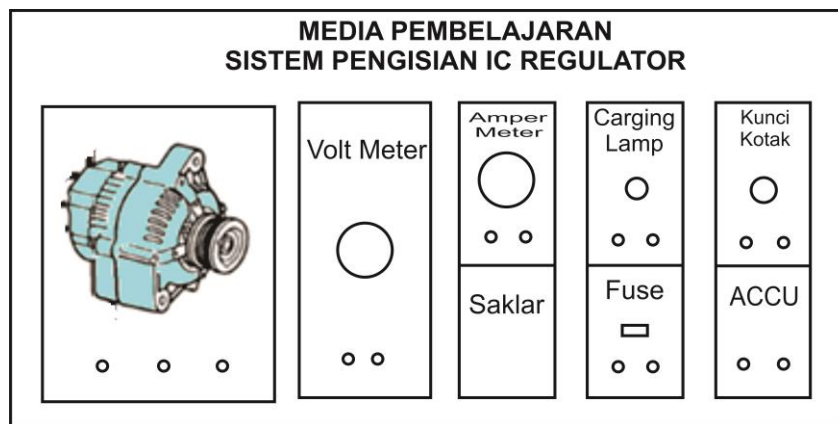 MEDIA PEMBELAJARAN
SISTEM PENGISIAN IC REGULATOR
Volt Meter
Amper
Meter
Carging
Lamp
Kunci
Kotak
Saklar
Fuse
ACCU